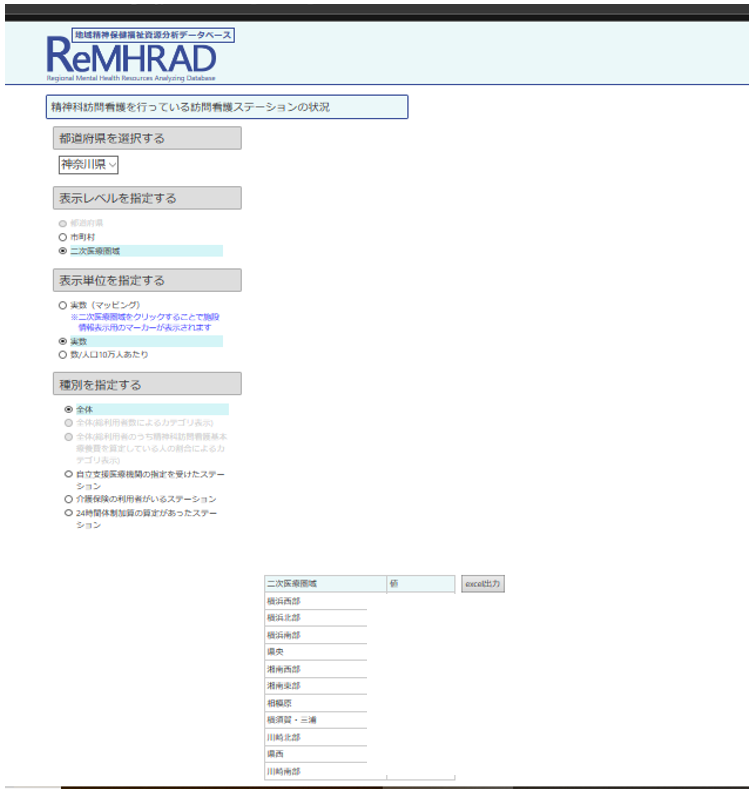 地域精神保健福祉資源分析データベース
ReMHRAD
Regional Mental Health Resources Analyzing Database
精神科訪問看護を行っている訪問看護ステーションの状況
都道府県を選択する
神奈川県
表示レベルを指定する
都道府県
市町村
二次医療圏域
表示単位を指定する
実数（マッピング）
※二次医療圏域をクリックすることで施設
情報表示用のマーカーが表示されます
実数
数/人口10万人あたり
種別を指定する
全体
全体(総利用者数によるカテゴリ表示)
全体(総利用者のうち精神科訪問看護基本
療養費を算定している人の割合によるカ
テゴリ表示)
自立支援医療機関の指定を受けたステー
ション
介護保険の利用者がいるステーション
24時間体制加算の算定があったステー
ション
二次医療圏域 値 excel出力
横浜西部
横浜北部
横浜南部
県央
湘南西部
湘南東部
相模原
横須賀・三浦
川崎北部
県西
川崎南部